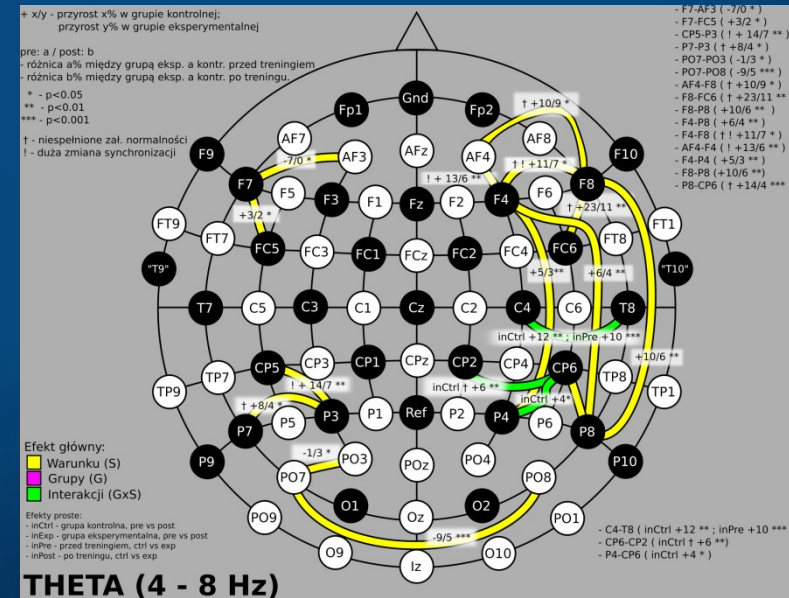 + x/y - przyrost x% w grupie kontrolnej;
przyrost y% w grupie eksperymentalnej
pre: a / post: b
- różnica a% między grupą eksp. a kontr. przed treningiem
- różnica b% między grupą eksp. a kontr. po treningu.
* - p<0.05
** - p<0.01
*** - p<0.001
† - niespełnione zał. normalności
! - duża zmiana synchronizacji
- F7-AF3 ( -7/0 * )
- F7-FC5 ( +3/2 * )
- CP5-P3 ( ! + 14/7 ** )
- P7-P3 ( † +8/4 * )
- PO7-PO3 ( -1/3 * )
- PO7-PO8 ( -9/5 *** )
- AF4-F8 ( † +10/9 * )
- F8-FC6 ( † +23/11 **
- F8-P8 ( +10/6 ** )
- F4-P8 ( +6/4 ** )
- F4-F8 ( † ! +11/7 * )
- AF4-F4 ( ! +13/6 ** )
- F4-P4 ( +5/3 ** )
- F8-P8 ( +10/6 **)
- P8-CP6 ( † +14/4 ***
Fp1 Gnd Fp2
† +10/9 *
AF7 AF3 AFz AF4 AF8
-7/0 *
F9 F10
! + 13/6 **
† ! +11/7 *
F7 F5 F3 F1 Fz F2 F4 F6 F8
+3/2 *
† +23/11 **
FT9 FT7 FC5 FC3 FC1 FCz FC2 FC4 FC6 FT8 FT1
+5/3**
+6/4 **
"T9" "T10"
T7 C5 C3 C1 Cz C2 C4 C6 T8
inCtrl +12 ** ; inPre +10 ***
+10/6 **
TP9 TP7 CP5 CP3 CP1 CPz CP2 CP4 CP6 TP8 TP1
! + 14/7 **
inCtrl † +6 **
inCtrl +4*
† +8/4 *
P7 P5 P3 P1 Ref P2 P4 P6 P8
-1/3 *
P9 PO7 PO3 POz PO4 PO8 P10
PO9 O1 Oz O2 PO1
-9/5 ***
O9 Iz O10
Efekt główny:
Warunku (S)
Grupy (G)
Interakcji (GxS)
Efekty proste:
- inCtrl - grupa kontrolna, pre vs post
- inExp - grupa eksperymentalna, pre vs post
- inPre - przed treningiem, ctrl vs exp
- inPost - po treningu, ctrl vs exp
- C4-T8 ( inCtrl +12 ** ; inPre +10 ***
- CP6-CP2 ( inCtrl † +6 **)
- P4-CP6 ( inCtrl +4 * )
THETA (4 - 8 Hz)